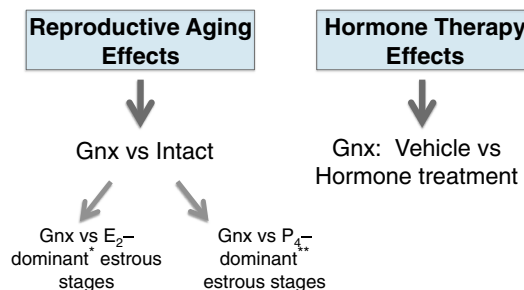 Reproductive Aging
Effects
Hormone Therapy
Effects
Gnx vs Intact
Gnx: Vehicle vs
Hormone treatment
Gnx vs E₂–
dominant* estrous
stages
Gnx vs P₄–
dominant**
estrous stages